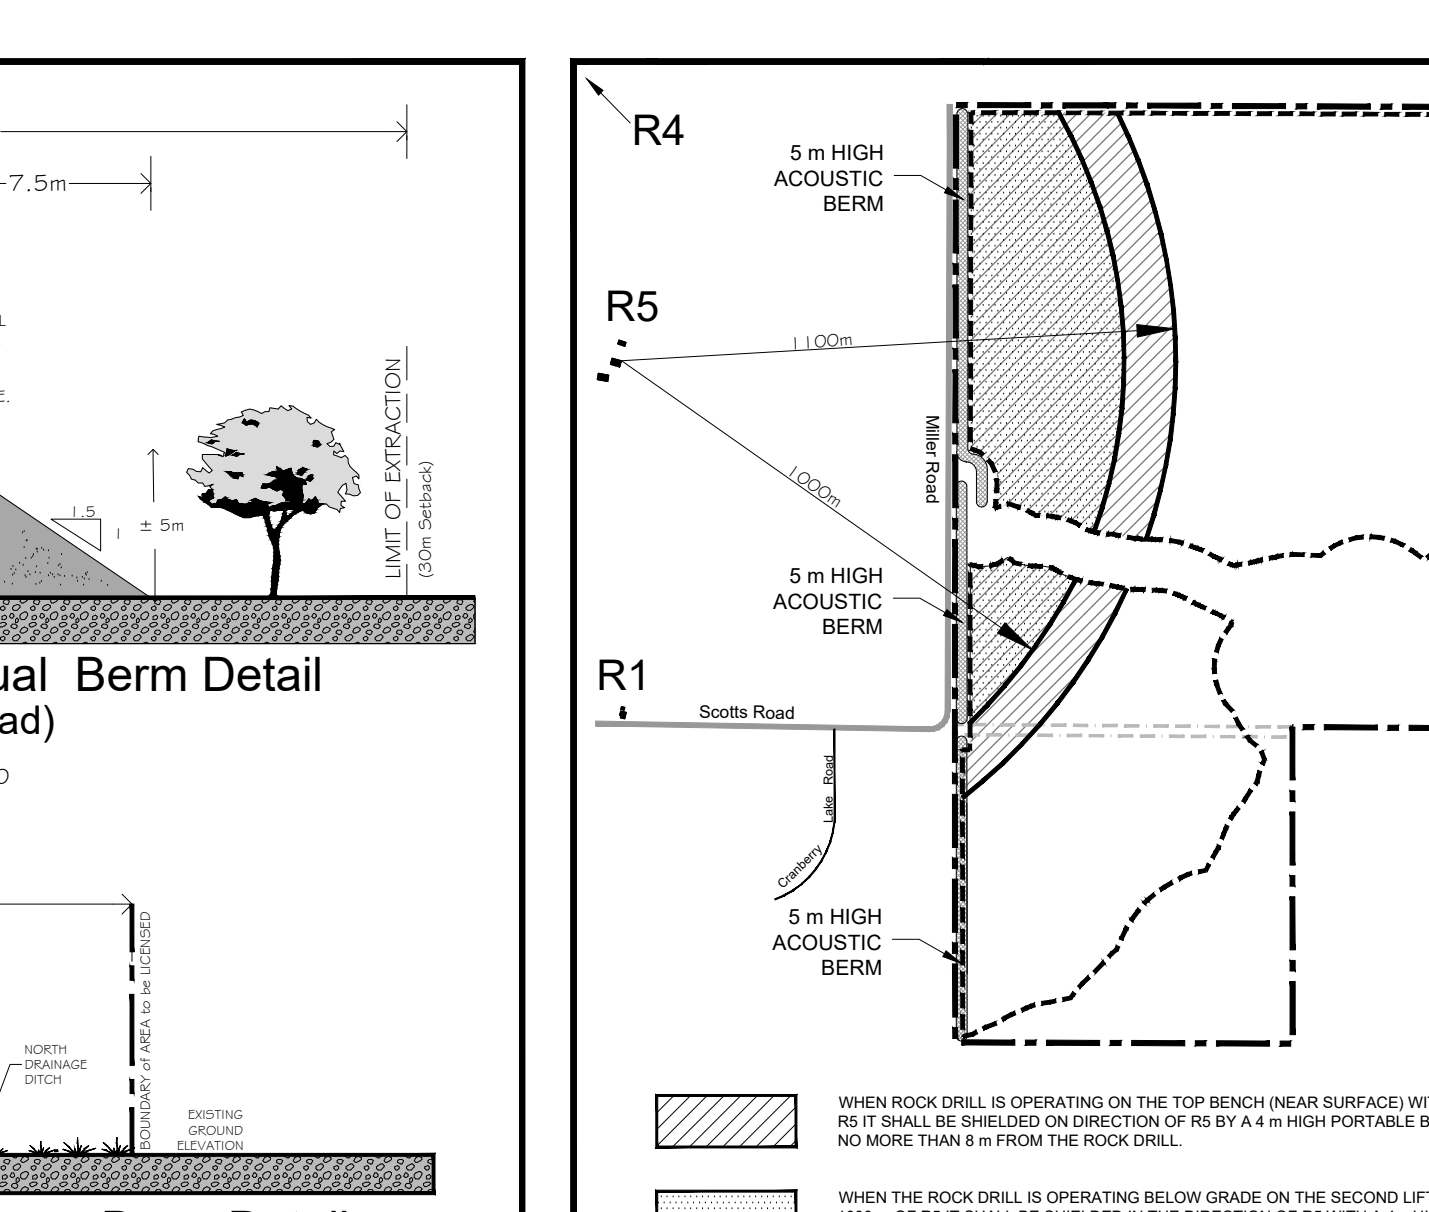 7.5m
E.
LIMIT OF EXTRACTION
(30m Setback)
1.5
1
± 5m
ual Berm Detail
ad)
NORTH
DRAINAGE
DITCH
BOUNDARY of AREA to be LICENSED
EXISTING
GROUND
ELEVATION
R4
5 m HIGH
ACOUSTIC
BERM
R5
1100m
1000m
Miller Road
5 m HIGH
ACOUSTIC
BERM
R1
Scotts Road
Lake Road
Cranberry
5 m HIGH
ACOUSTIC
BERM
WHEN ROCK DRILL IS OPERATING ON THE TOP BENCH (NEAR SURFACE) WI
R5 IT SHALL BE SHIELDED ON DIRECTION OF R5 BY A 4 m HIGH PORTABLE B
NO MORE THAN 8 m FROM THE ROCK DRILL.
WHEN THE ROCK DRILL IS OPERATING BELOW GRADE ON THE SECOND LIF